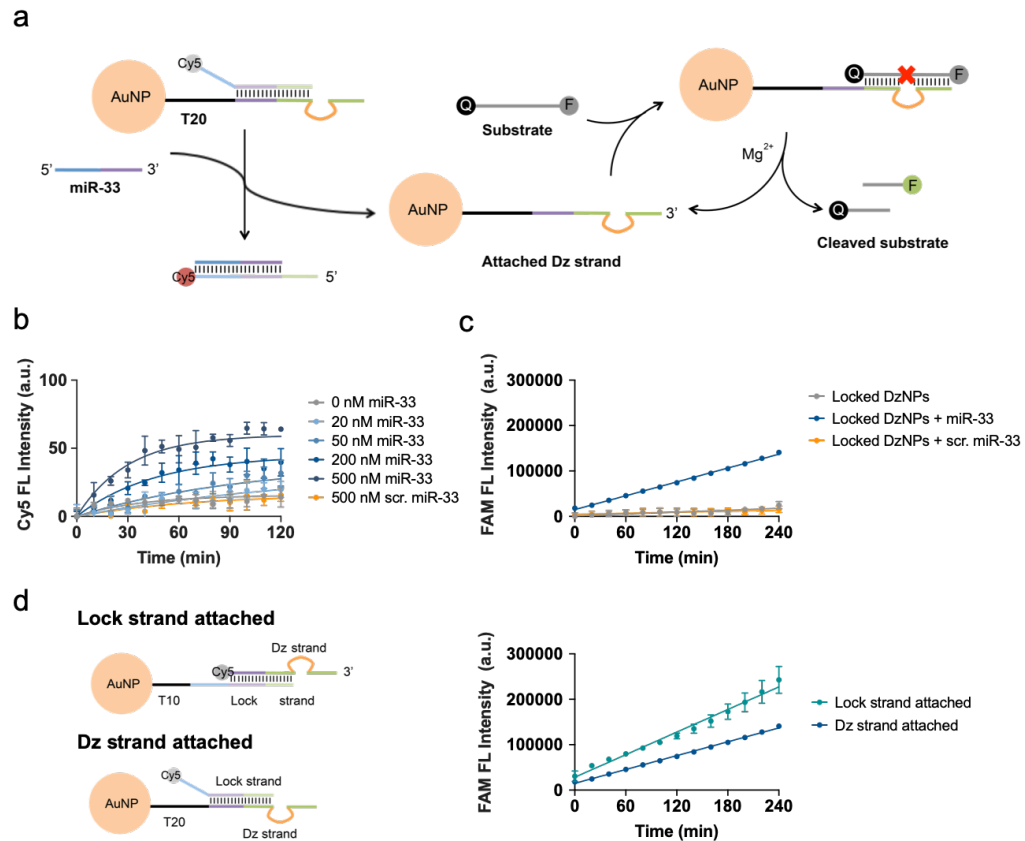 a
Cy5
AuNP
T20
5’ 3’
miR-33
Cy5 5’
Q F
Substrate
AuNP 3’
Attached Dz strand
Q F
AuNP
Mg2+
F
Q
Cleaved substrate
b
Cy5 FL Intensity (a.u.)
100
50
0
0 30 60 90 120
Time (min)
0 nM miR-33
20 nM miR-33
50 nM miR-33
200 nM miR-33
500 nM miR-33
500 nM scr. miR-33
c
FAM FL Intensity (a.u.)
300000
200000
100000
0
0 60 120 180 240
Time (min)
Locked DzNPs
Locked DzNPs + miR-33
Locked DzNPs + scr. miR-33
d
Lock strand attached
Dz strand
Cy5 3’
AuNP
T10 Lock strand
Dz strand attached
Cy5
Lock strand
AuNP
T20
Dz strand
FAM FL Intensity (a.u.)
300000
200000
100000
0
0 60 120 180 240
Time (min)
Lock strand attached
Dz strand attached